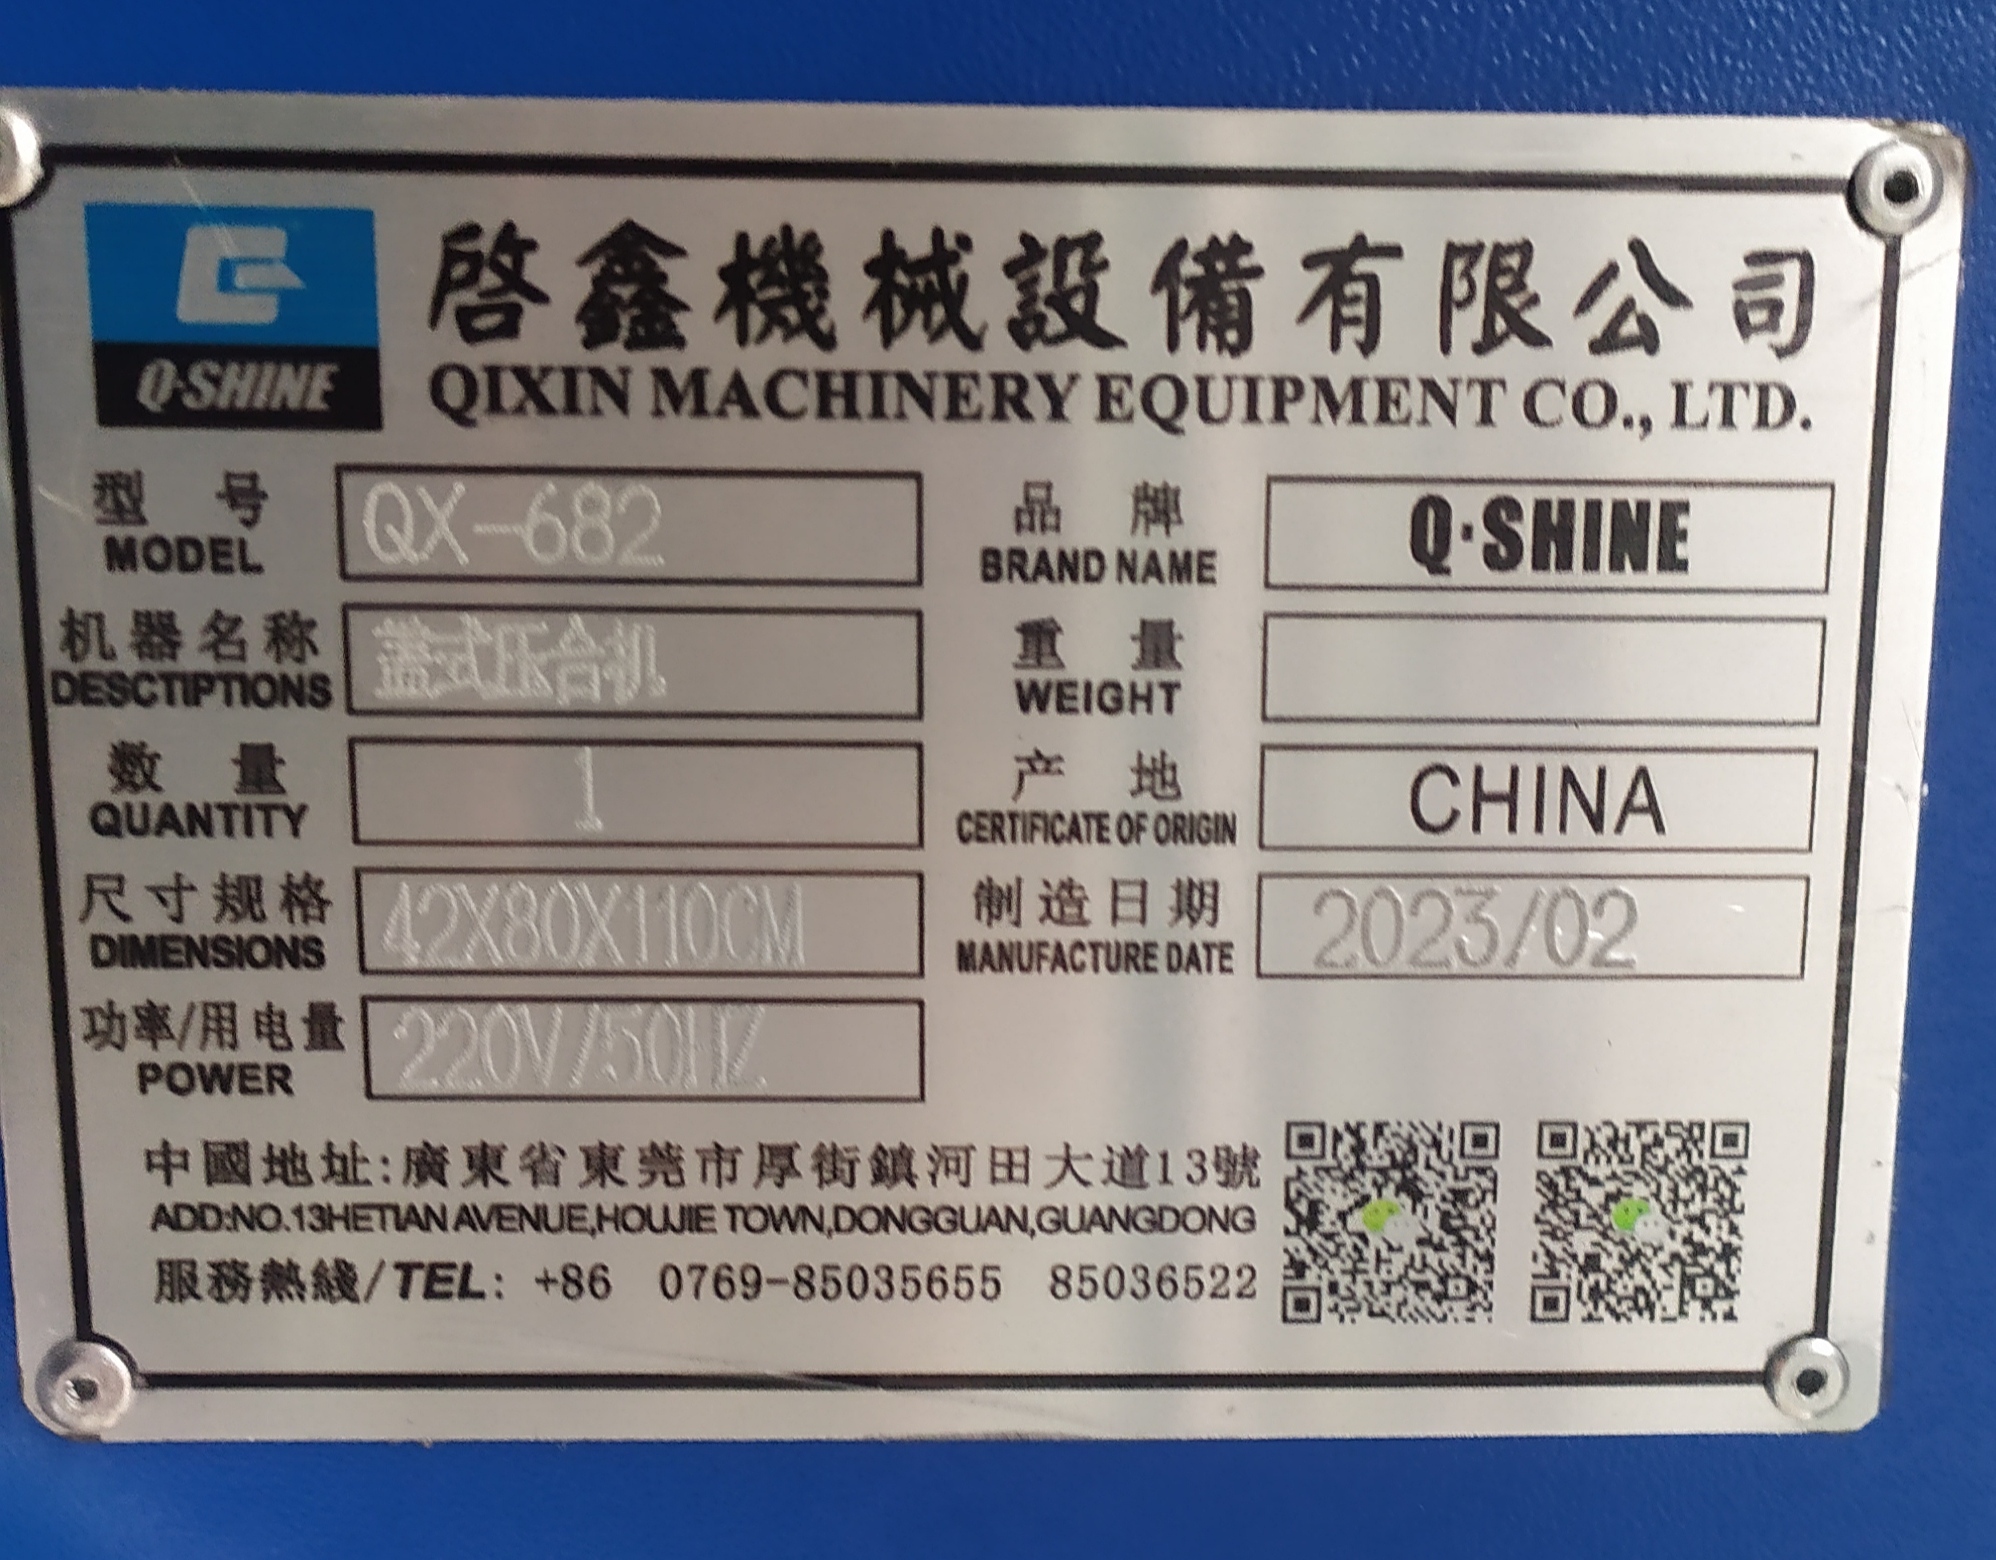 Q·SHINE
啓鑫機械設備有限公司
QIXIN MACHINERY EQUIPMENT CO., LTD.
型 号 QX-682 品 牌 Q·SHINE
MODEL BRAND NAME
机器名称 盖式压合机 重 量
DESCTIPTIONS WEIGHT
数 量 1 产 地 CHINA
QUANTITY CERTIFICATE OF ORIGIN
尺寸规格 42X80X110CM 制造日期 2023/02
DIMENSIONS MANUFACTURE DATE
功率/用电量 220V/50HZ
POWER
中國地址:廣東省東莞市厚街鎮河田大道13號
ADD:NO.13HETIAN AVENUE,HOUJIE TOWN,DONGGUAN,GUANGDONG
服務熱綫/TEL: +86 0769-85035655 85036522